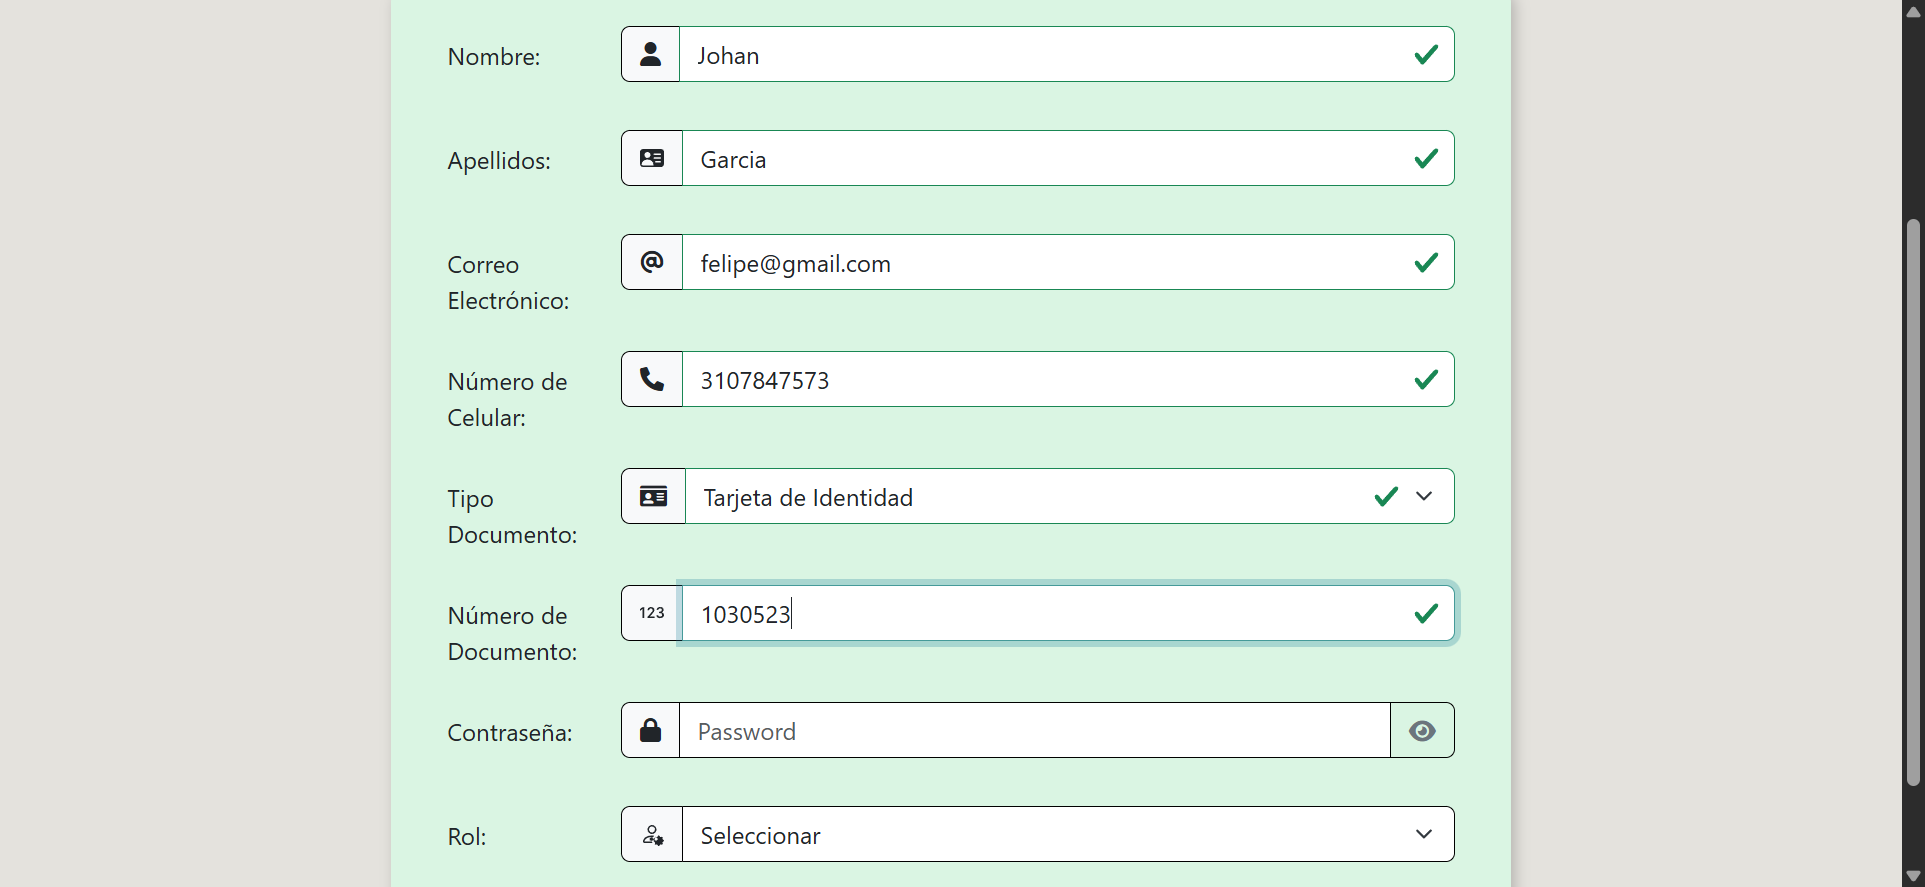 Nombre:
Johan
Apellidos:
Garcia
Correo
Electrónico:
@
felipe@gmail.com
Número de
Celular:
3107847573
Tipo
Documento:
Tarjeta de Identidad
Número de
Documento:
123
1030523
Contraseña:
Password
Rol:
Seleccionar